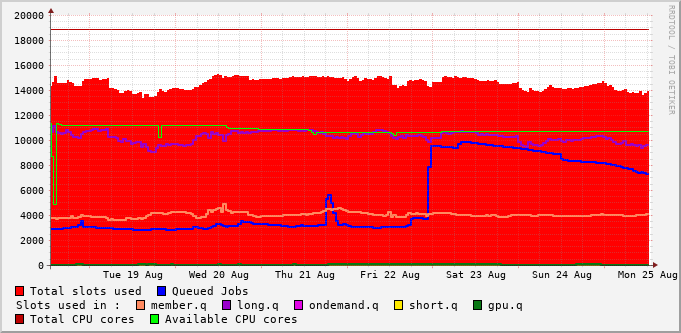 RRDTOOL / TOBI OETIKER
20000
18000
16000
14000
12000
10000
8000
6000
4000
2000
0
Tue 19 Aug Wed 20 Aug Thu 21 Aug Fri 22 Aug Sat 23 Aug Sun 24 Aug Mon 25 Aug
Total slots used Queued Jobs
Slots used in : member.q long.q ondemand.q short.q gpu.q
Total CPU cores Available CPU cores